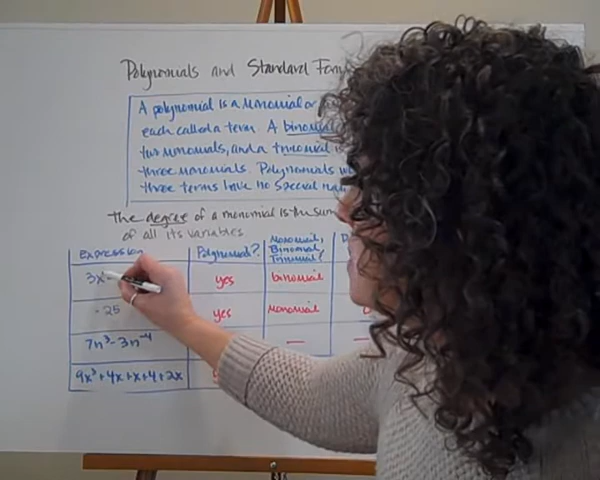 Polynomials and Standard Form
A polynomial is a Monomial or
each called a term. A binomial
two Monomials, and a trinomial is
three monomials. Polynomials
three terms have no special
the degree of a monomial is the sum
of all its variables
Expression Polynomial? Monomial, Binomial, Trinomial?
3x yes binomial
-25 yes Monomial
7n³-3n⁻⁴ — —
9x³+4x+x+4+2x